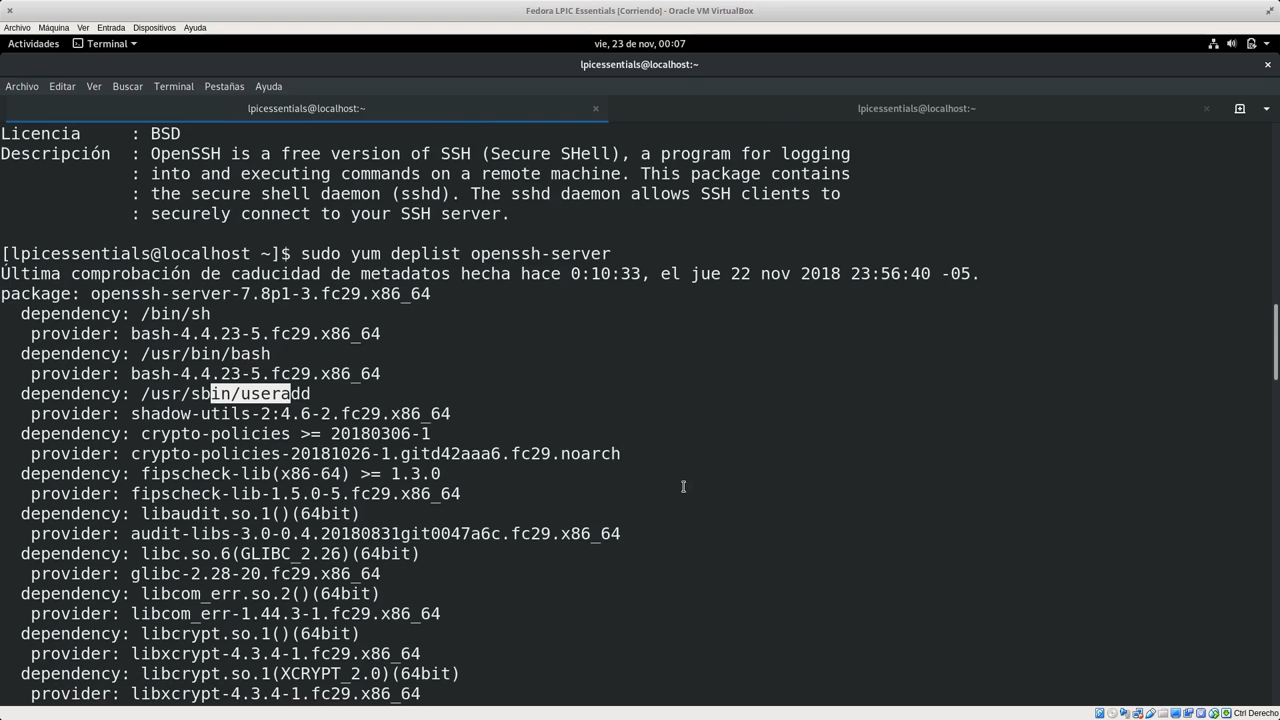 Fedora LPIC Essentials [Corriendo] - Oracle VM VirtualBox
Archivo Máquina Ver Entrada Dispositivos Ayuda
Actividades Terminal vie, 23 de nov, 00:07
lpicessentials@localhost:~
Archivo Editar Ver Buscar Terminal Pestañas Ayuda
lpicessentials@localhost:~ lpicessentials@localhost:~
Licencia : BSD
Descripción : OpenSSH is a free version of SSH (Secure SHell), a program for logging
: into and executing commands on a remote machine. This package contains
: the secure shell daemon (sshd). The sshd daemon allows SSH clients to
: securely connect to your SSH server.
[lpicessentials@localhost ~]$ sudo yum deplist openssh-server
Última comprobación de caducidad de metadatos hecha hace 0:10:33, el jue 22 nov 2018 23:56:40 -05.
package: openssh-server-7.8p1-3.fc29.x86_64
dependency: /bin/sh
provider: bash-4.4.23-5.fc29.x86_64
dependency: /usr/bin/bash
provider: bash-4.4.23-5.fc29.x86_64
dependency: /usr/sbin/useradd
provider: shadow-utils-2:4.6-2.fc29.x86_64
dependency: crypto-policies >= 20180306-1
provider: crypto-policies-20181026-1.gitd42aaa6.fc29.noarch
dependency: fipscheck-lib(x86-64) >= 1.3.0
provider: fipscheck-lib-1.5.0-5.fc29.x86_64
dependency: libaudit.so.1()(64bit)
provider: audit-libs-3.0-0.4.20180831git0047a6c.fc29.x86_64
dependency: libc.so.6(GLIBC_2.26)(64bit)
provider: glibc-2.28-20.fc29.x86_64
dependency: libcom_err.so.2()(64bit)
provider: libcom_err-1.44.3-1.fc29.x86_64
dependency: libcrypt.so.1()(64bit)
provider: libxcrypt-4.3.4-1.fc29.x86_64
dependency: libcrypt.so.1(XCRYPT_2.0)(64bit)
provider: libxcrypt-4.3.4-1.fc29.x86_64
Ctrl Derecho